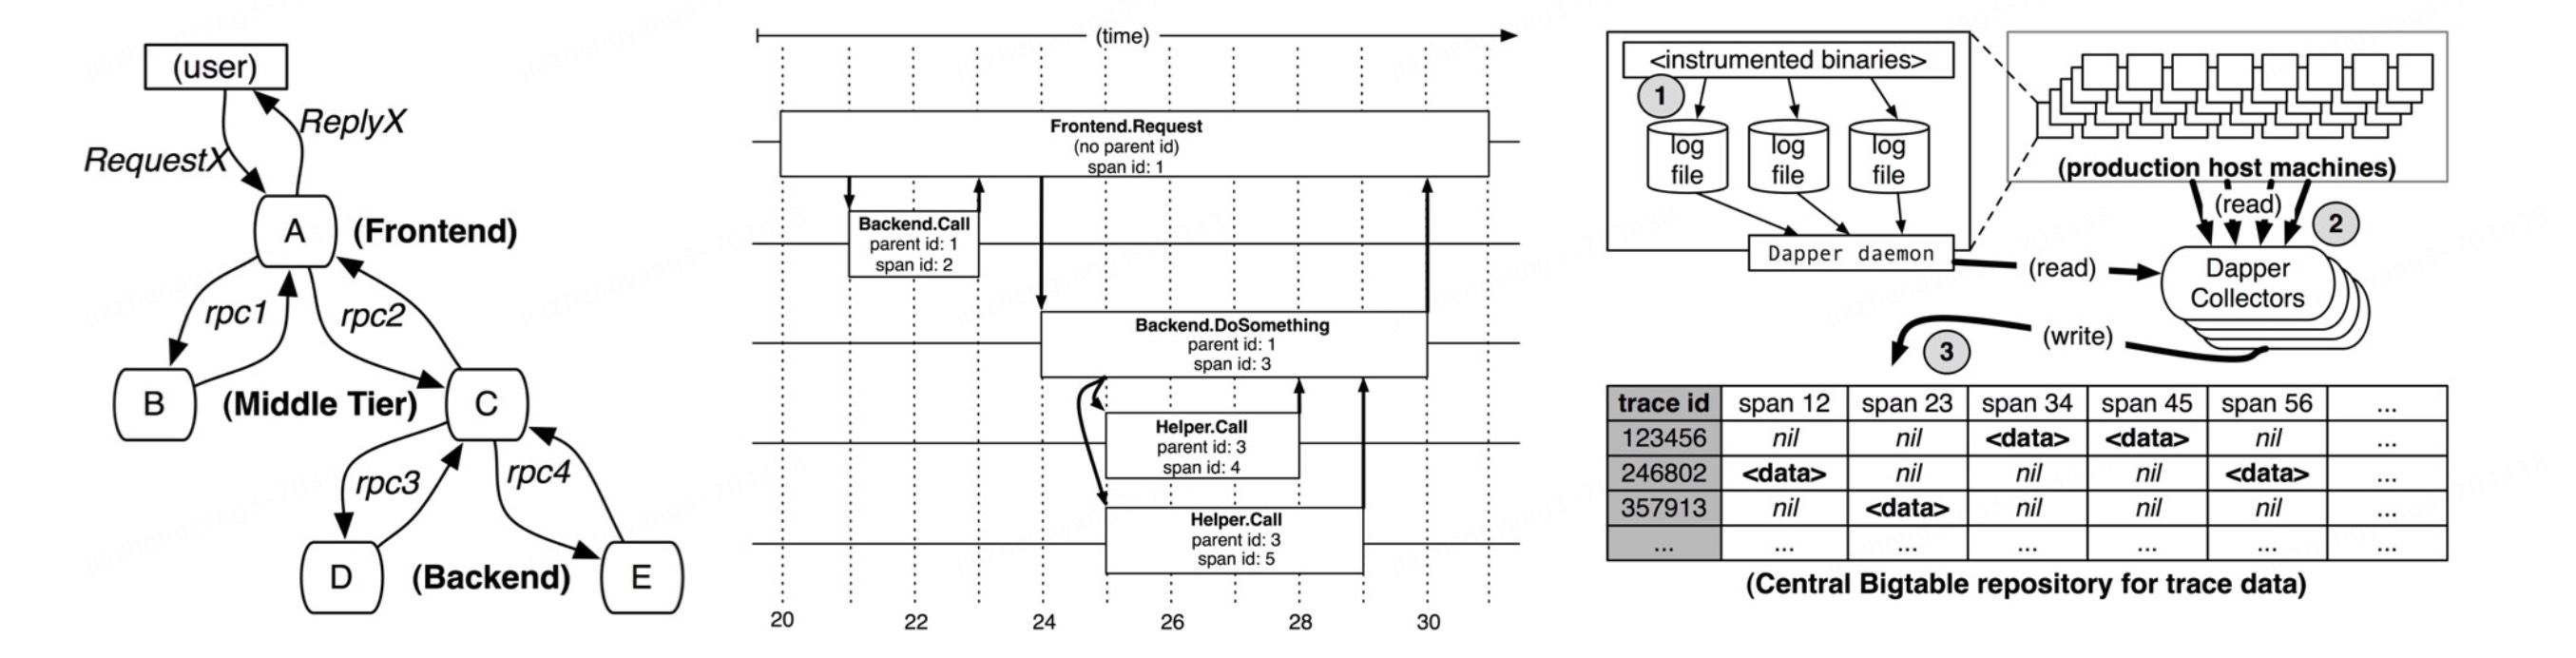 (user)
ReplyX
RequestX
A (Frontend)
rpc1
rpc2
B (Middle Tier) C
rpc3
rpc4
D (Backend) E
(time)
Frontend.Request
(no parent id)
span id: 1
Backend.Call
parent id: 1
span id: 2
Backend.DoSomething
parent id: 1
span id: 3
Helper.Call
parent id: 3
span id: 4
Helper.Call
parent id: 3
span id: 5
20 22 24 26 28 30
<instrumented binaries>
1
log file
log file
log file
Dapper daemon
(production host machines)
(read)
2
(read)
Dapper
Collectors
(write)
3
trace id span 12 span 23 span 34 span 45 span 56 ...
123456 nil nil <data> <data> nil ...
246802 <data> nil nil nil <data> ...
357913 nil <data> nil nil nil ...
... ... ... ... ... ... ...
(Central Bigtable repository for trace data)